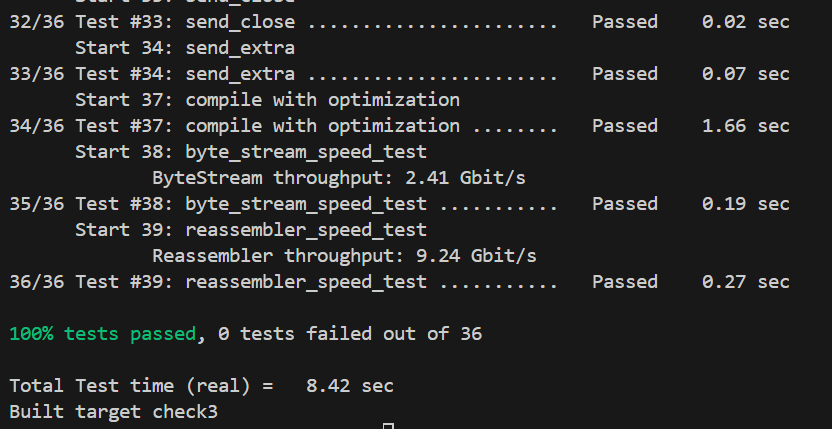 32/36 Test #33: send_close ....................... Passed 0.02 sec
Start 34: send_extra
33/36 Test #34: send_extra ....................... Passed 0.07 sec
Start 37: compile with optimization
34/36 Test #37: compile with optimization ........ Passed 1.66 sec
Start 38: byte_stream_speed_test
ByteStream throughput: 2.41 Gbit/s
35/36 Test #38: byte_stream_speed_test ........... Passed 0.19 sec
Start 39: reassembler_speed_test
Reassembler throughput: 9.24 Gbit/s
36/36 Test #39: reassembler_speed_test ........... Passed 0.27 sec
100% tests passed, 0 tests failed out of 36
Total Test time (real) = 8.42 sec
Built target check3